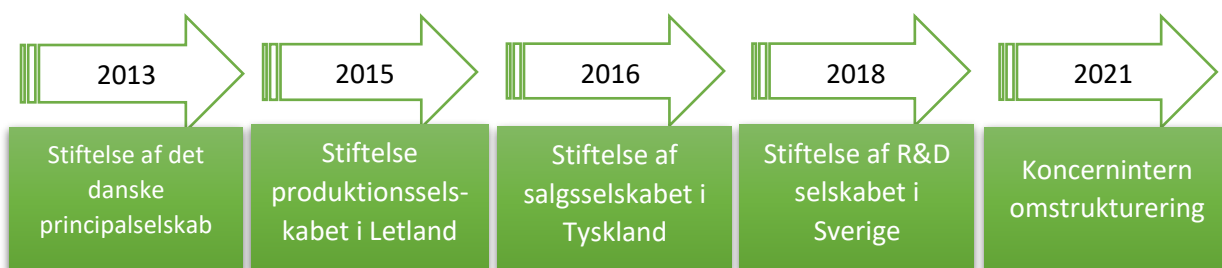 2013
Stiftelse af det
danske
principalselskab
2015
Stiftelse
produktionssels-
kabet i Letland
2016
Stiftelse af
salgsselskabet i
Tyskland
2018
Stiftelse af R&D
selskabet i
Sverige
2021
Koncernintern
omstrukturering